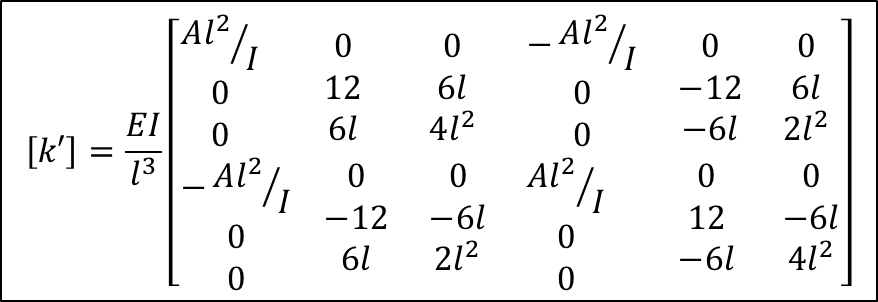 [k′] = EI/l³ [
Al²/I 0 0 −Al²/I 0 0
0 12 6l 0 −12 6l
0 6l 4l² 0 −6l 2l²
−Al²/I 0 0 Al²/I 0 0
0 −12 −6l 0 12 −6l
0 6l 2l² 0 −6l 4l²
]